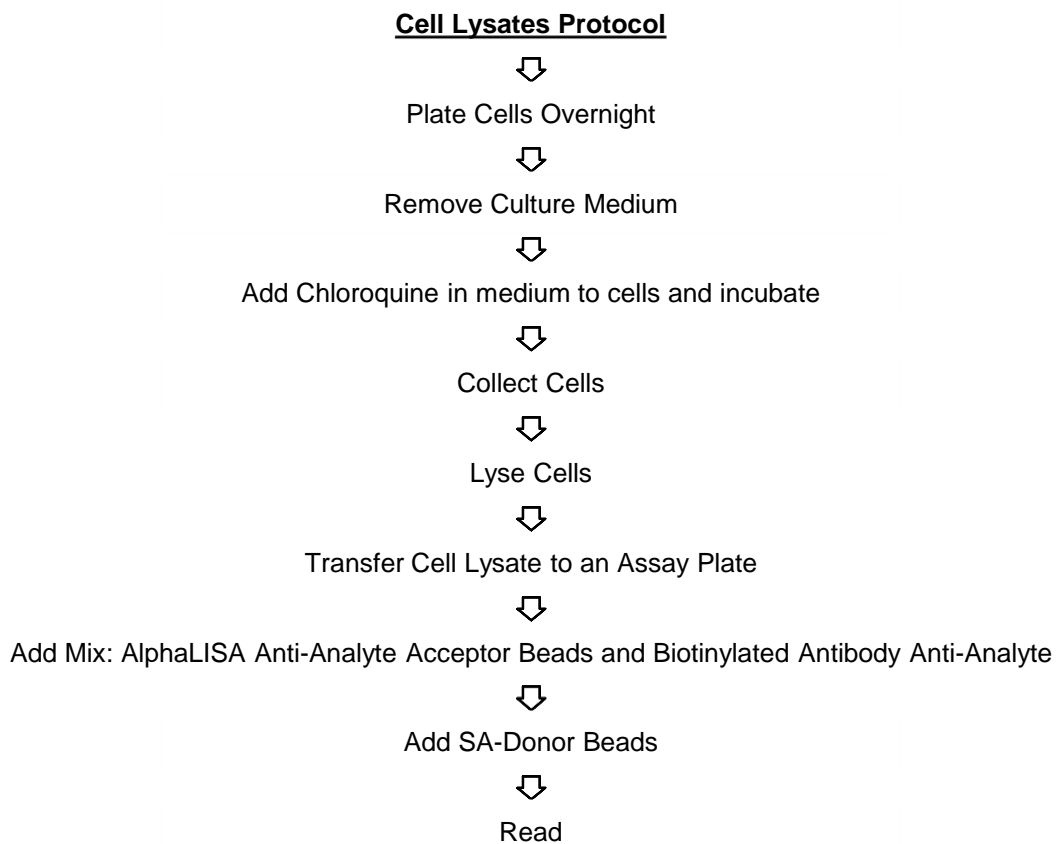 Cell Lysates Protocol
Plate Cells Overnight
Remove Culture Medium
Add Chloroquine in medium to cells and incubate
Collect Cells
Lyse Cells
Transfer Cell Lysate to an Assay Plate
Add Mix: AlphaLISA Anti-Analyte Acceptor Beads and Biotinylated Antibody Anti-Analyte
Add SA-Donor Beads
Read